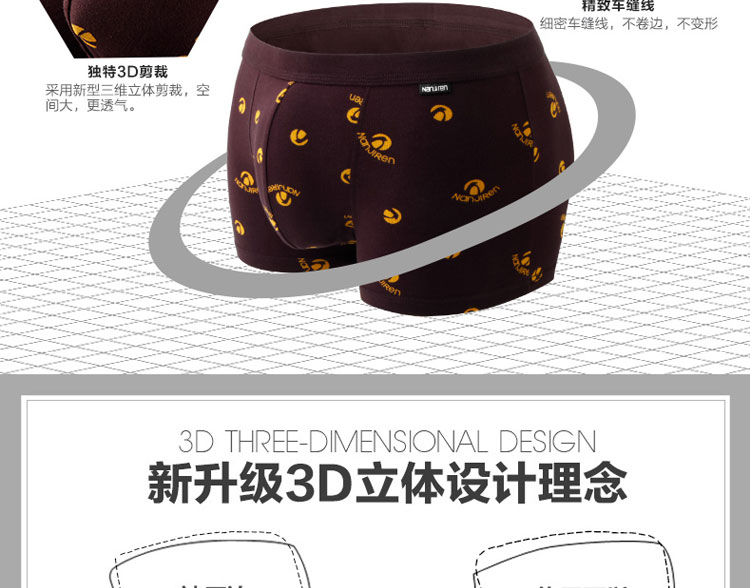 精致车缝线
细密车缝线，不卷边，不变形
独特3D剪裁
采用新型三维立体剪裁，空
间大，更透气。
NANJIREN
NanJiren
NanJiren
3D THREE-DIMENSIONAL DESIGN
新升级3D立体设计理念